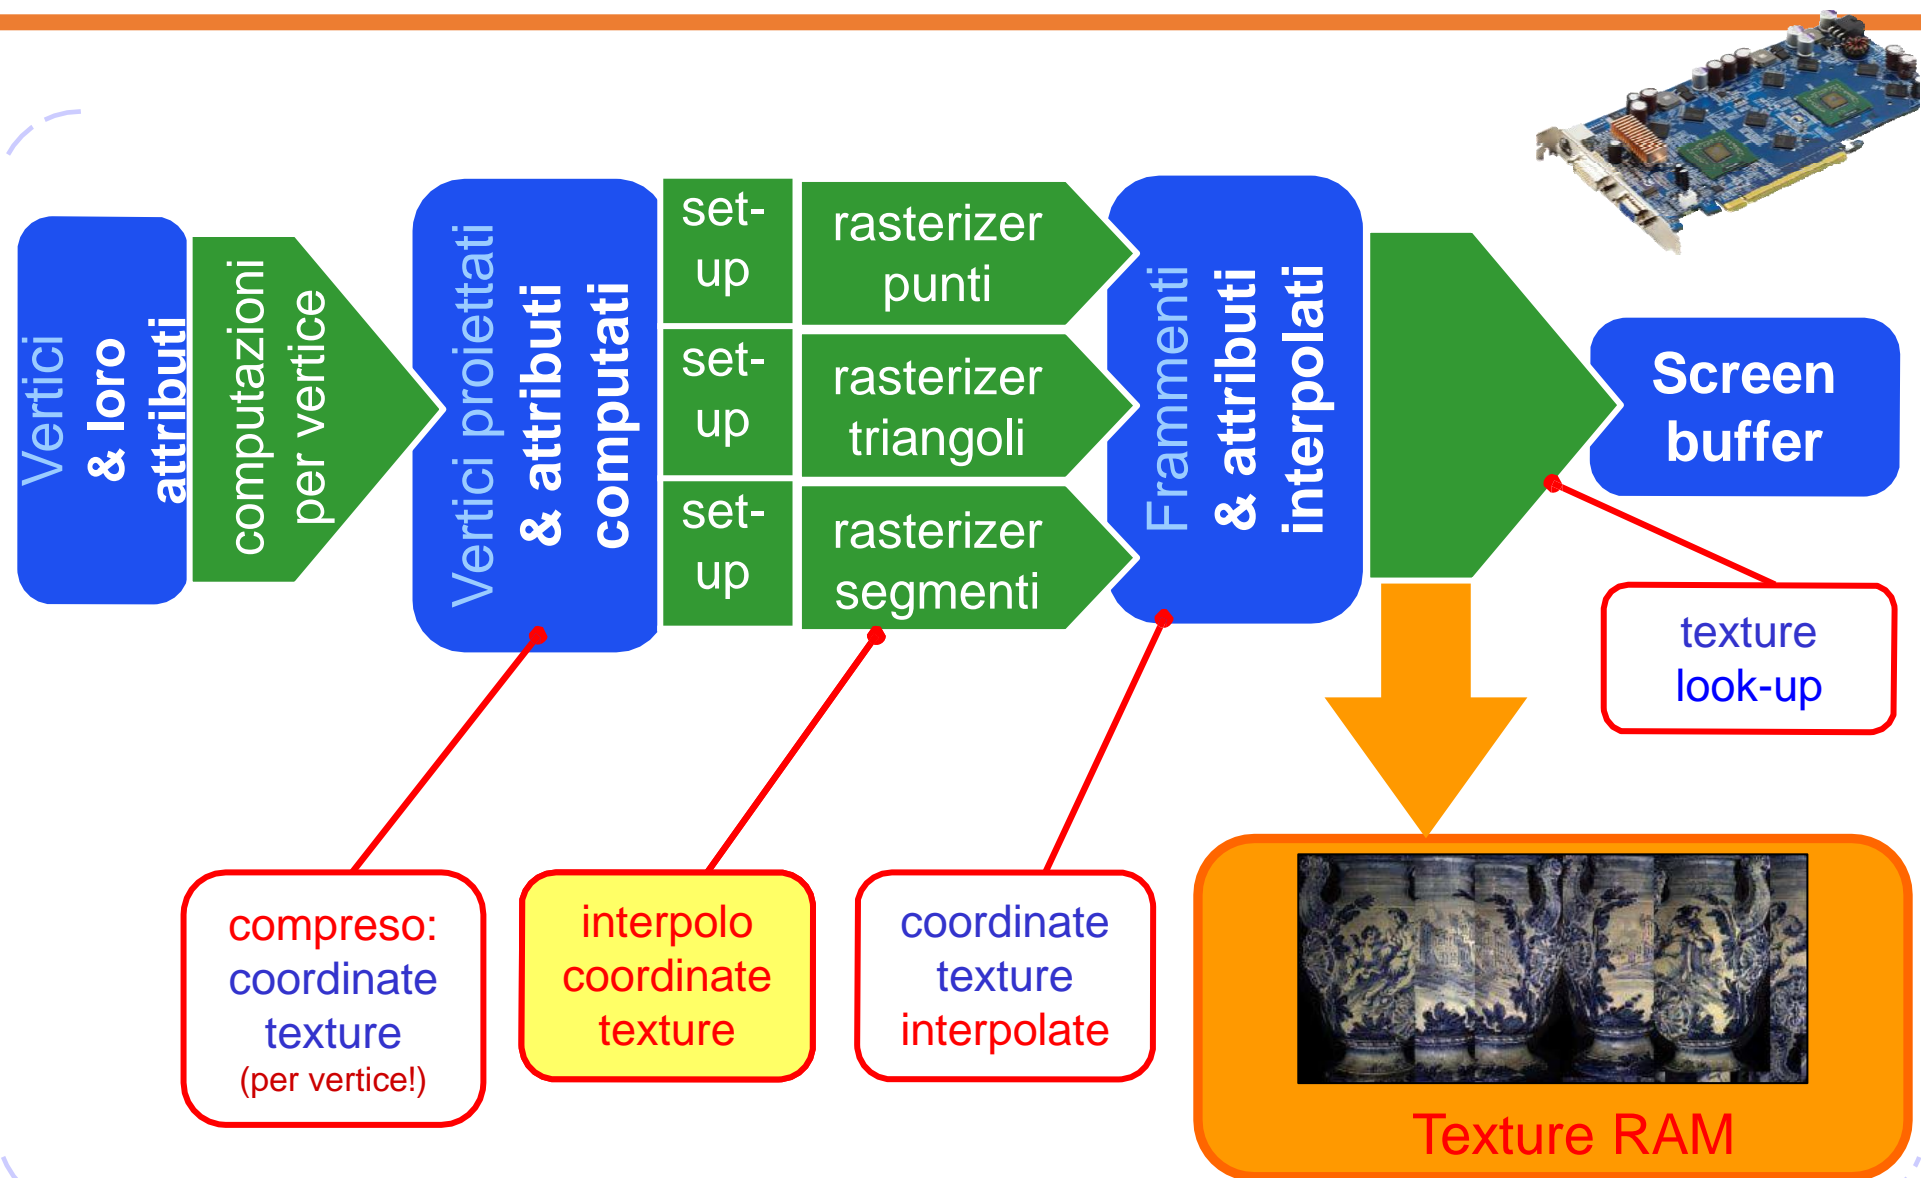 Vertici
& loro
attributi
computazioni
per vertice
Vertici proiettati
& attributi
computati
set-
up
rasterizer
punti
set-
up
rasterizer
triangoli
set-
up
rasterizer
segmenti
Frammenti
& attributi
interpolati
Screen
buffer
texture
look-up
compreso:
coordinate
texture
(per vertice!)
interpolo
coordinate
texture
coordinate
texture
interpolate
Texture RAM